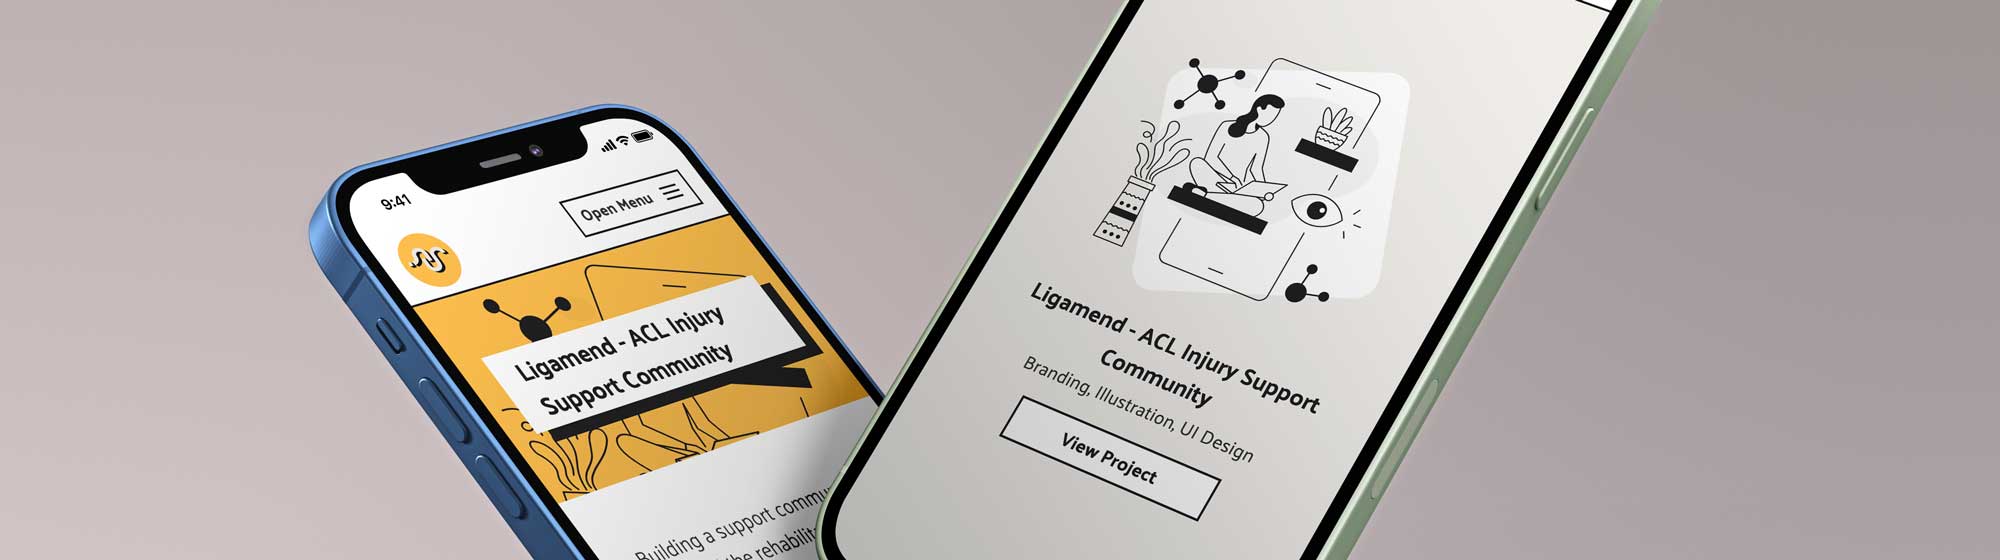 9:41
Open Menu
Ligamend - ACL Injury
Support Community
Building a support commu
the rehabilit
Ligamend - ACL Injury Support
Community
Branding, Illustration, UI Design
View Project